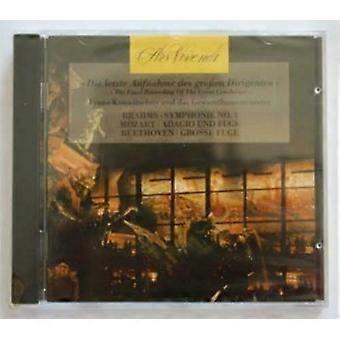 Ars Vivendi
»Die letzte Aufnahme des großen Dirigenten«
»The Final Recording Of The Great Conductor«
Franz Konwitschny und das Gewandhausorchester
BRAHMS · SYMPHONIE NO. 1
MOZART · ADAGIO UND FUGE
BEETHOVEN · GROSSE FUGE